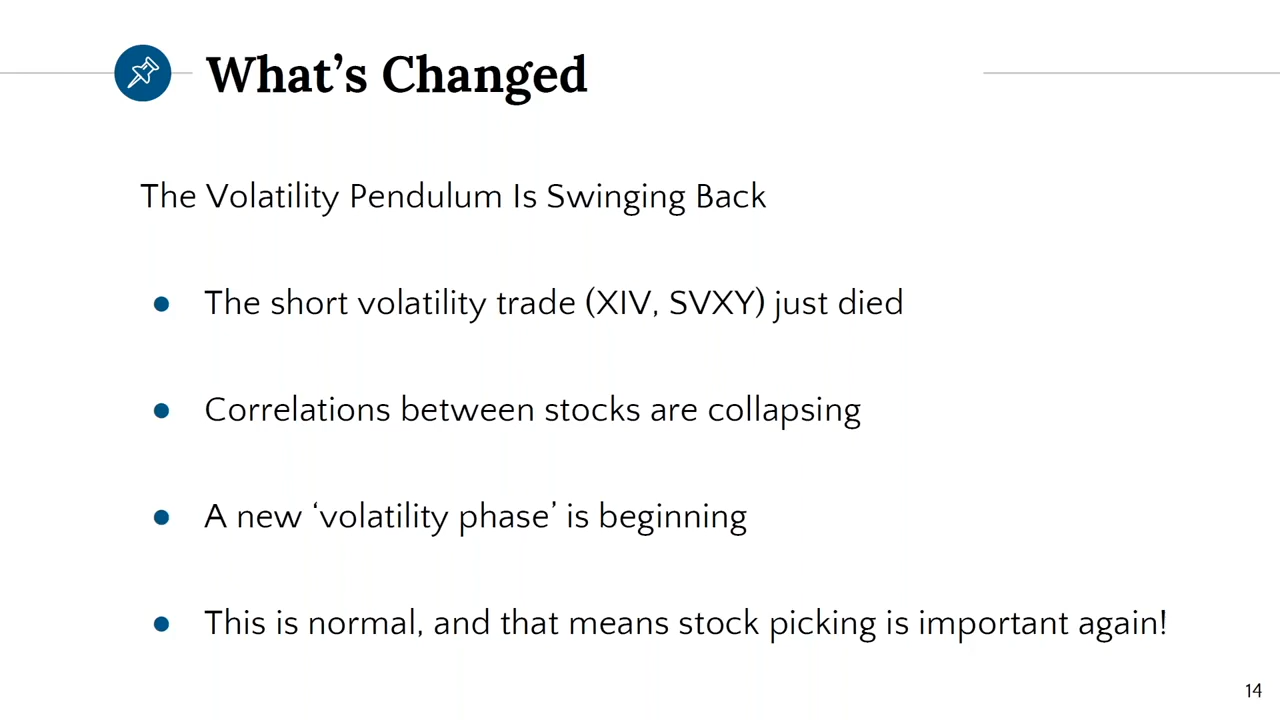 What’s Changed
The Volatility Pendulum Is Swinging Back
● The short volatility trade (XIV, SVXY) just died
● Correlations between stocks are collapsing
● A new ‘volatility phase’ is beginning
● This is normal, and that means stock picking is important again!
14